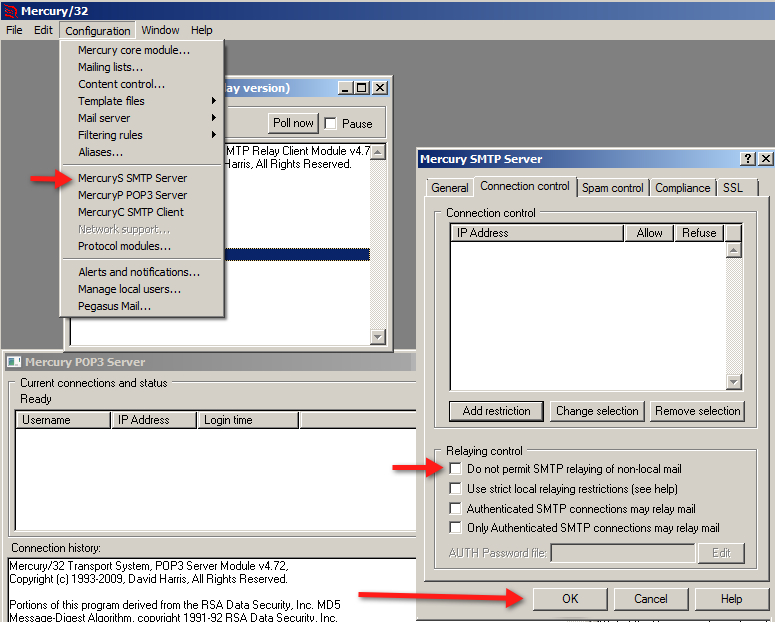 Mercury/32
File Edit Configuration Window Help
Mercury core module...
Mailing lists...
Content control...
Template files
Mail server
Filtering rules
Aliases...
MercuryS SMTP Server
MercuryP POP3 Server
MercuryC SMTP Client
Network support...
Protocol modules...
Alerts and notifications...
Manage local users...
Pegasus Mail...
lay version)
Poll now Pause
MTP Relay Client Module v4.7
Harris, All Rights Reserved.
Mercury SMTP Server
General Connection control Spam control Compliance SSL
Connection control
IP Address Allow Refuse
Add restriction Change selection Remove selection
Relaying control
Do not permit SMTP relaying of non-local mail
Use strict local relaying restrictions (see help)
Authenticated SMTP connections may relay mail
Only Authenticated SMTP connections may relay mail
AUTH Password file: Edit
OK Cancel Help
Mercury POP3 Server
Current connections and status
Ready
Username IP Address Login time
Connection history:
Mercury/32 Transport System, POP3 Server Module v4.72,
Copyright (c) 1993-2009, David Harris, All Rights Reserved.
Portions of this program derived from the RSA Data Security, Inc. MD5
Message-Digest Algorithm, copyright 1991-92 RSA Data Security, Inc.